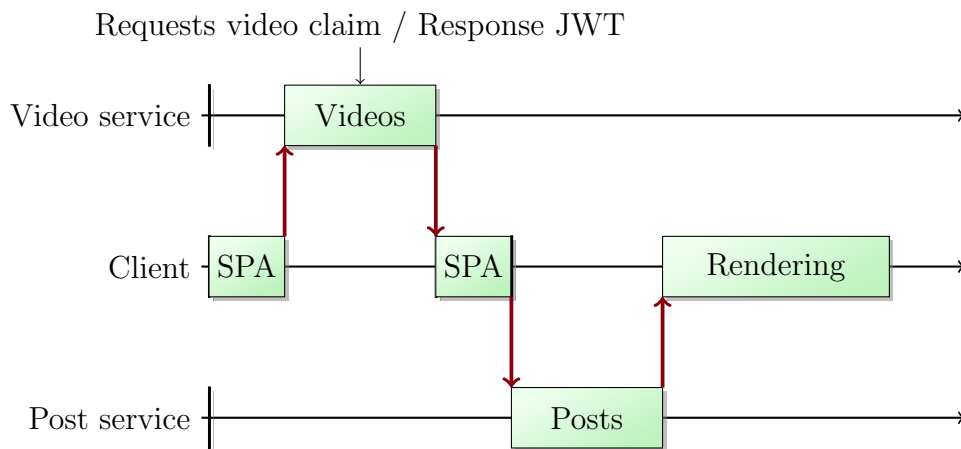 Requests video claim / Response JWT
Video service
Videos
Client
SPA
SPA
Rendering
Post service
Posts